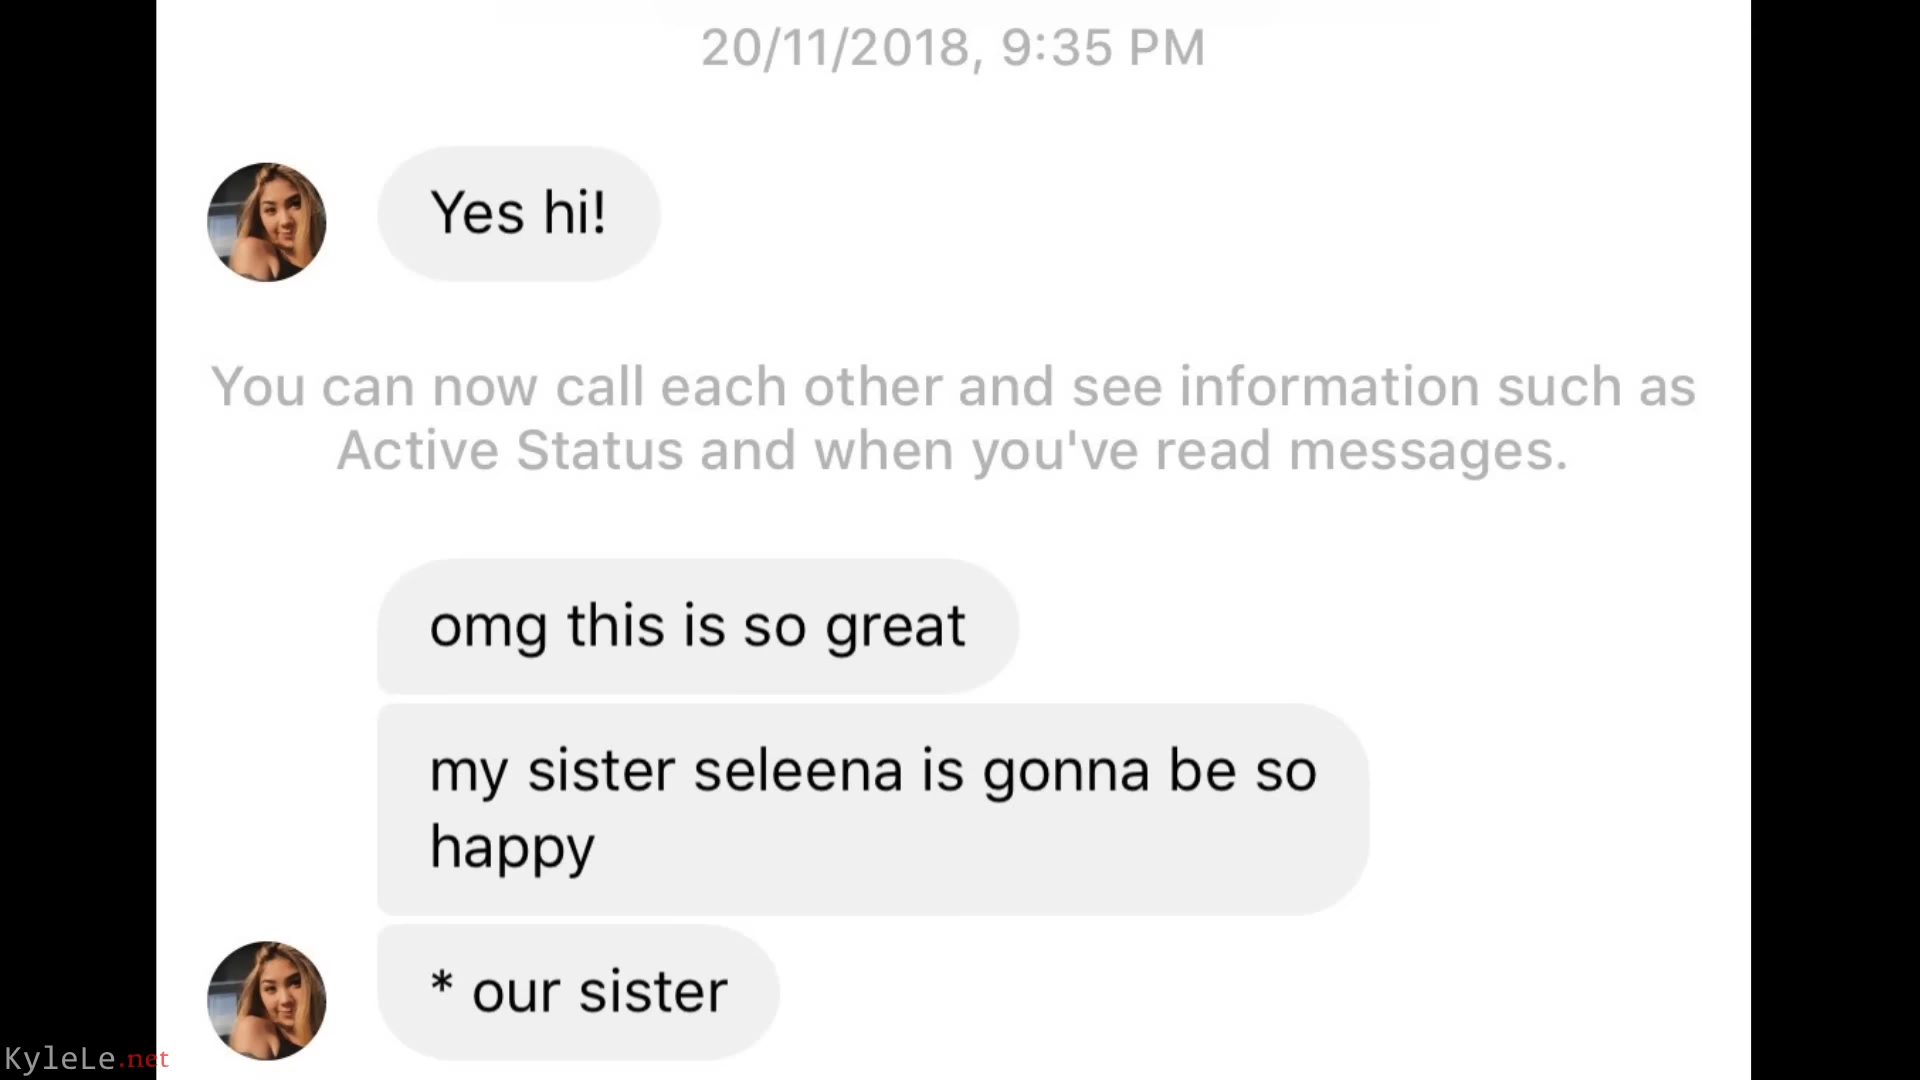 20/11/2018, 9:35 PM
Yes hi!
You can now call each other and see information such as
Active Status and when you've read messages.
omg this is so great
my sister seleena is gonna be so
happy
* our sister
KyleLe.net